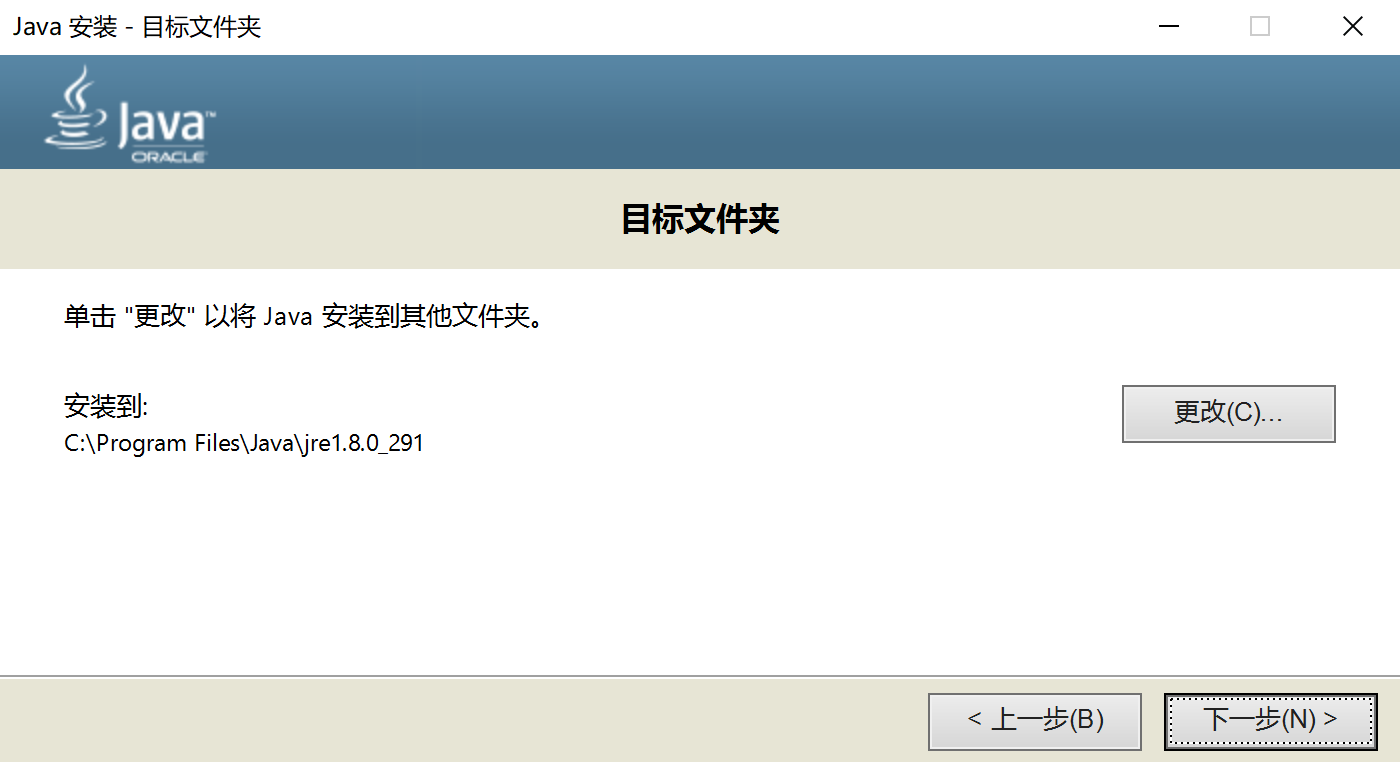 Java 安装 - 目标文件夹
Java™
ORACLE
目标文件夹
单击 "更改" 以将 Java 安装到其他文件夹。
安装到:
更改(C)...
C:\Program Files\Java\jre1.8.0_291
< 上一步(B)
下一步(N) >